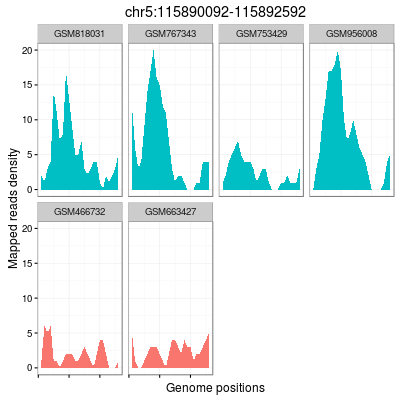 chr5:115890092-115892592
GSM818031 GSM767343 GSM753429 GSM956008
20
15
10
5
0
Mapped reads density
GSM466732 GSM663427
20
15
10
5
0
Genome positions